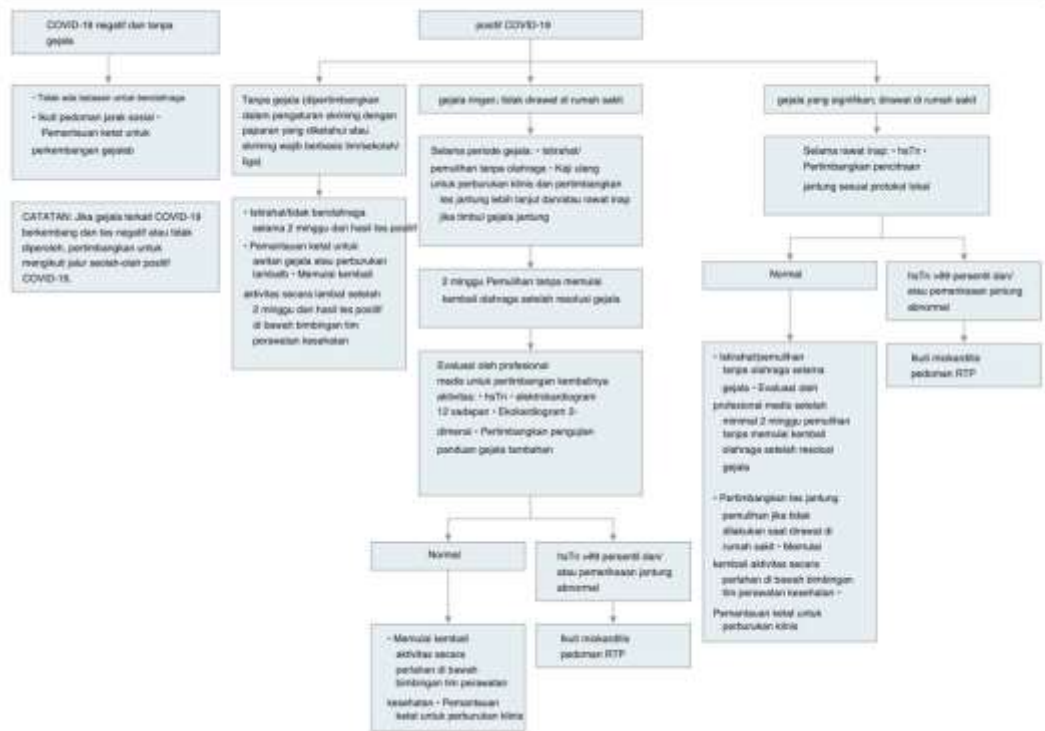 COVID-19 negatif dan tanpa
gejala
- Tidak ada batasan untuk berolahraga
- Ikuti pedoman jarak sosial -
Pemantauan ketat untuk
perkembangan gejalab
CATATAN: Jika gejala terkait COVID-19
berkembang dan tes negatif atau tidak
diperoleh, pertimbangkan untuk
mengikuti jalur seolah-olah positif
COVID-19.
positif COVID-19
Tanpa gejala (dipertimbangkan
dalam pengaturan skrining dengan
paparan yang diketahui atau
skrining wajib berbasis tim/sekolah/
liga)
- Istirahat/tidak berolahraga
selama 2 minggu dari hasil tes positif
- Pemantauan ketat untuk
awitan gejala atau perburukan
lambatb - Memulai kembali
aktivitas secara lambat setelah
2 minggu dari hasil tes positif
di bawah bimbingan tim
perawatan kesehatan
gejala ringan; tidak dirawat di rumah sakit
Selama periode gejala: - Istirahat/
pemulihan tanpa olahraga - Kaji ulang
untuk perburukan klinis dan pertimbangkan
tes jantung lebih lanjut dan/atau rawat inap
jika timbul gejala jantung
2 minggu Pemulihan tanpa memulai
kembali olahraga setelah resolusi gejala
Evaluasi oleh profesional
medis untuk pertimbangan kembalinya
aktivitas: - hsTn - elektrokardiogram
12 sadapan - Ekokardiogram 2-
dimensi - Pertimbangkan pengujian
panduan gejala tambahan
Normal
- Memulai kembali
aktivitas secara
perlahan di bawah
bimbingan tim perawatan
kesehatan - Pemantauan
ketat untuk perburukan klinis
hsTn >99 persentil dan/
atau pemeriksaan jantung
abnormal
Ikuti miokarditis
pedoman RTP
gejala yang signifikan; dirawat di rumah sakit
Selama rawat inap: - hsTn -
Pertimbangkan pencitraan
jantung sesuai protokol lokal
Normal
- Istirahat/pemulihan
tanpa olahraga selama
gejala - Evaluasi oleh
profesional medis setelah
minimal 2 minggu pemulihan
tanpa memulai kembali
olahraga setelah resolusi
gejala
- Pertimbangkan tes jantung
pemulihan jika tidak
dilakukan saat dirawat di
rumah sakit - Memulai
kembali aktivitas secara
perlahan di bawah bimbingan
tim perawatan kesehatan -
Pemantauan ketat untuk
perburukan klinis
hsTn >99 persentil dan/
atau pemeriksaan jantung
abnormal
Ikuti miokarditis
pedoman RTP